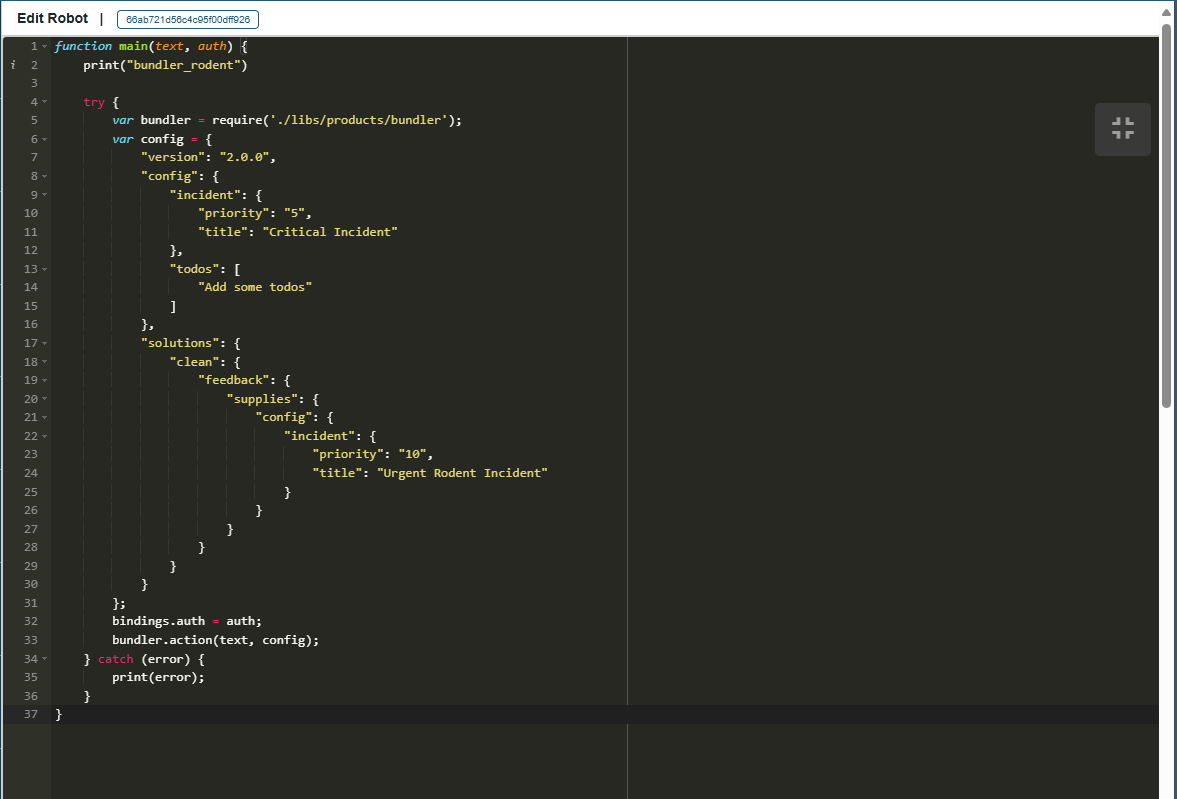 Edit Robot | 66ab721d56c4c95f00dff926
1 function main(text, auth) {
i 2 print("bundler_rodent")
3
4 try {
5 var bundler = require('./libs/products/bundler');
6 var config = {
7 "version": "2.0.0",
8 "config": {
9 "incident": {
10 "priority": "5",
11 "title": "Critical Incident"
12 },
13 "todos": [
14 "Add some todos"
15 ]
16 },
17 "solutions": {
18 "clean": {
19 "feedback": {
20 "supplies": {
21 "config": {
22 "incident": {
23 "priority": "10",
24 "title": "Urgent Rodent Incident"
25 }
26 }
27 }
28 }
29 }
30 }
31 };
32 bindings.auth = auth;
33 bundler.action(text, config);
34 } catch (error) {
35 print(error);
36 }
37 }